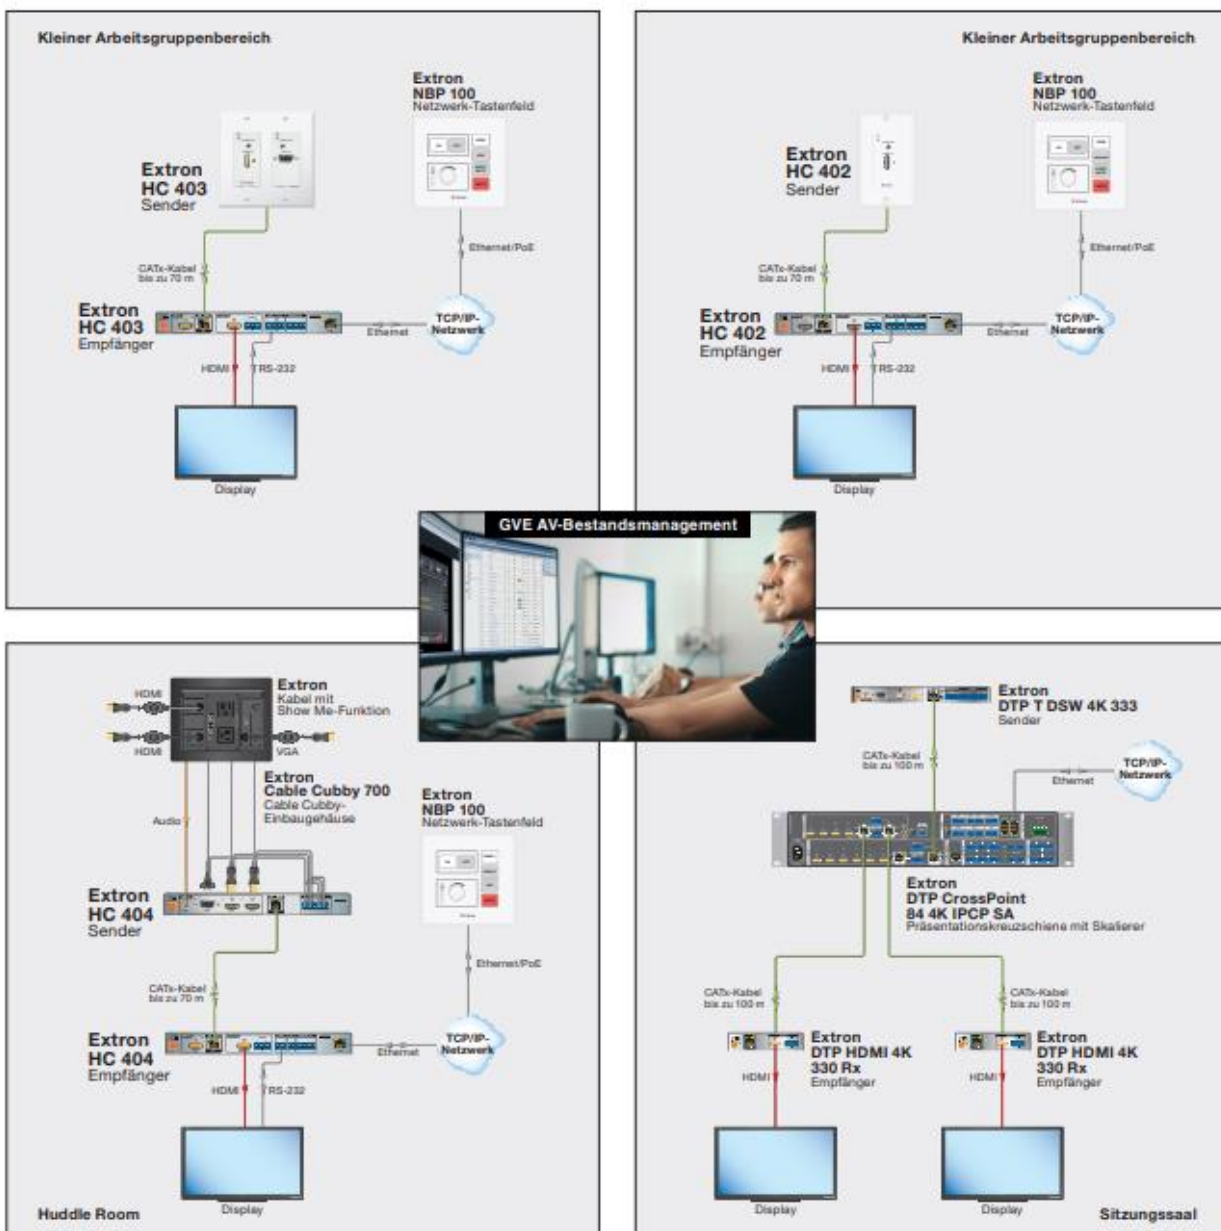 Kleiner Arbeitsgruppenbereich
Extron
NBP 100
Netzwerk-Tastenfeld
Extron
HC 403
Sender
Ethernet/PoE
CATx-Kabel
bis zu 70 m
Extron
HC 403
Empfänger
Ethernet
TCP/IP-
Netzwerk
HDMI
RS-232
Display
Kleiner Arbeitsgruppenbereich
Extron
NBP 100
Netzwerk-Tastenfeld
Extron
HC 402
Sender
Ethernet/PoE
CATx-Kabel
bis zu 70 m
Extron
HC 402
Empfänger
Ethernet
TCP/IP-
Netzwerk
HDMI
RS-232
Display
GVE AV-Bestandsmanagement
HDMI
Extron
Kabel mit
Show Me-Funktion
HDMI
VGA
Extron
Cable Cubby 700
Cable Cubby-
Einbaugehäuse
Audio
Extron
NBP 100
Netzwerk-Tastenfeld
Extron
HC 404
Sender
Ethernet/PoE
CATx-Kabel
bis zu 70 m
Extron
HC 404
Empfänger
Ethernet
TCP/IP-
Netzwerk
HDMI
RS-232
Display
Huddle Room
Extron
DTP T DSW 4K 333
Sender
CATx-Kabel
bis zu 100 m
Ethernet
TCP/IP-
Netzwerk
Extron
DTP CrossPoint
84 4K IPCP SA
Präsentationskreuzschiene mit Skalierer
CATx-Kabel
bis zu 100 m
CATx-Kabel
bis zu 100 m
Extron
DTP HDMI 4K
330 Rx
Empfänger
HDMI
Extron
DTP HDMI 4K
330 Rx
Empfänger
HDMI
Display
Display
Sitzungssaal